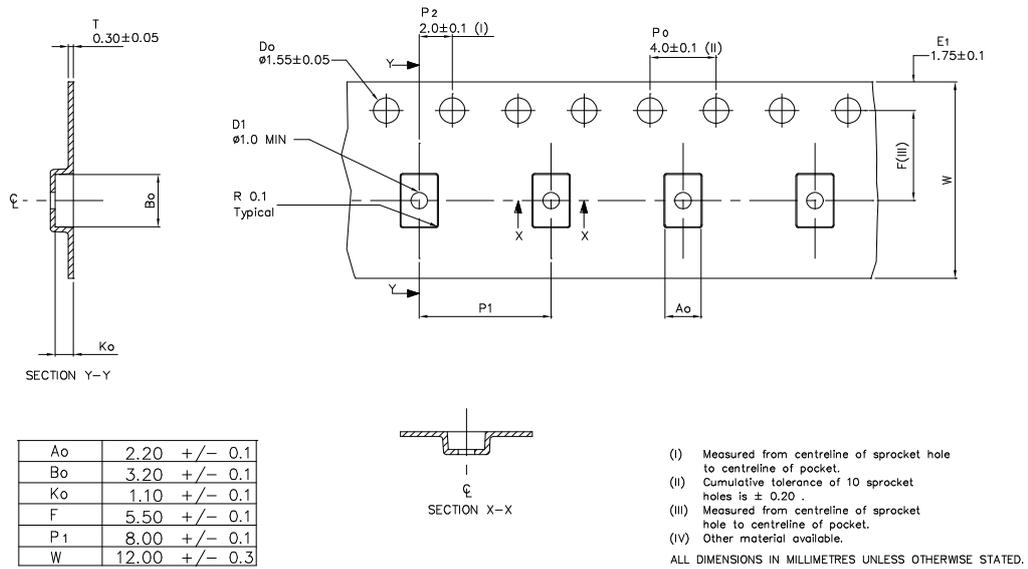 T
0.30±0.05
P2
2.0±0.1 (I)
Do
ø1.55±0.05
Po
4.0±0.1 (II)
E1
1.75±0.1
Y
D1
ø1.0 MIN
R 0.1
Typical
F(III)
W
Bo
X
X
Y
P1
Ao
Ko
SECTION Y-Y
Ao 2.20 +/- 0.1
Bo 3.20 +/- 0.1
Ko 1.10 +/- 0.1
F 5.50 +/- 0.1
P1 8.00 +/- 0.1
W 12.00 +/- 0.3
SECTION X-X
(I) Measured from centreline of sprocket hole
to centreline of pocket.
(II) Cumulative tolerance of 10 sprocket
holes is ± 0.20 .
(III) Measured from centreline of sprocket
hole to centreline of pocket.
(IV) Other material available.
ALL DIMENSIONS IN MILLIMETRES UNLESS OTHERWISE STATED.